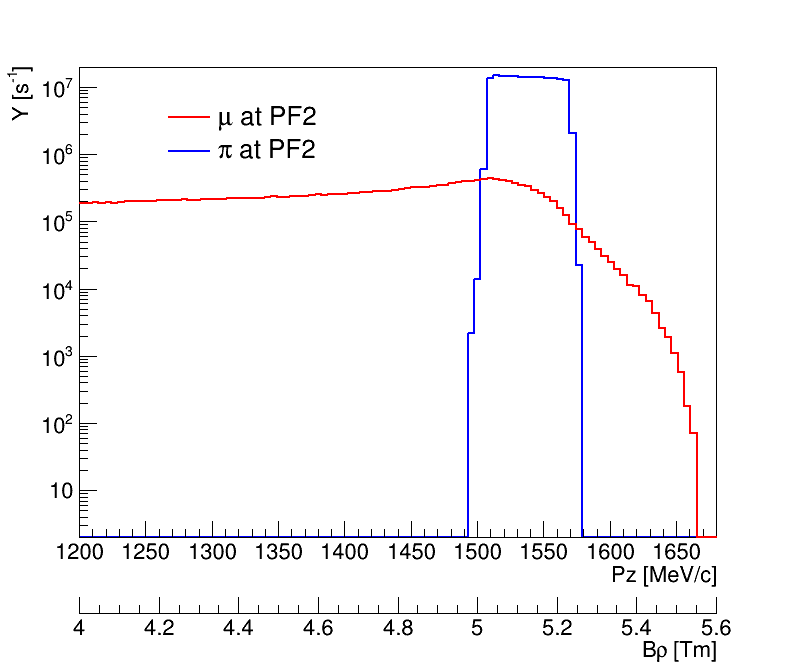 Y [s⁻¹]
10⁷
10⁶
10⁵
10⁴
10³
10²
10
μ at PF2
π at PF2
1200 1250 1300 1350 1400 1450 1500 1550 1600 1650
Pz [MeV/c]
4 4.2 4.4 4.6 4.8 5 5.2 5.4 5.6
Bρ [Tm]